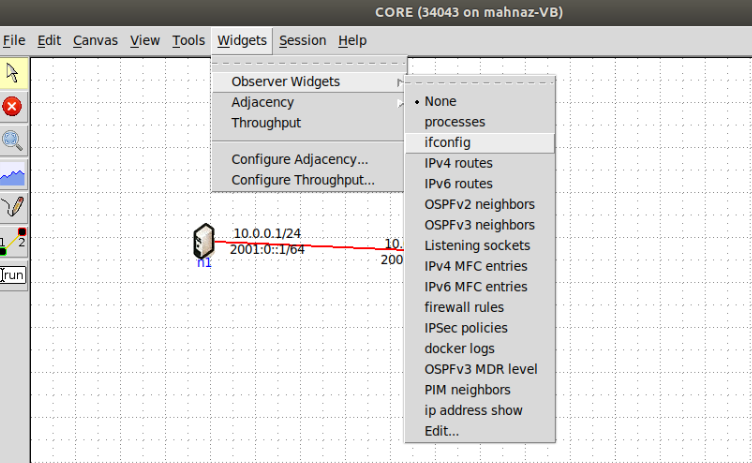 CORE (34043 on mahnaz-VB)
File Edit Canvas View Tools Widgets Session Help
Observer Widgets
Adjacency
Throughput
Configure Adjacency...
Configure Throughput...
None
processes
ifconfig
IPv4 routes
IPv6 routes
OSPFv2 neighbors
OSPFv3 neighbors
Listening sockets
IPv4 MFC entries
IPv6 MFC entries
firewall rules
IPSec policies
docker logs
OSPFv3 MDR level
PIM neighbors
ip address show
Edit...
1 2
run
10.0.0.1/24
2001:0::1/64
n1
10.
200